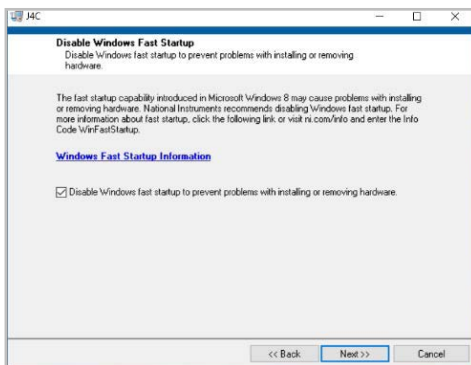 J4C
Disable Windows Fast Startup
Disable Windows fast startup to prevent problems with installing or removing
hardware.
The fast startup capability introduced in Microsoft Windows 8 may cause problems with installing
or removing hardware. National Instruments recommends disabling Windows fast startup. For
more information about fast startup, click the following link or visit ni.com/info and enter the Info
Code WinFastStartup.
Windows Fast Startup Information
Disable Windows fast startup to prevent problems with installing or removing hardware.
<< Back Next >> Cancel